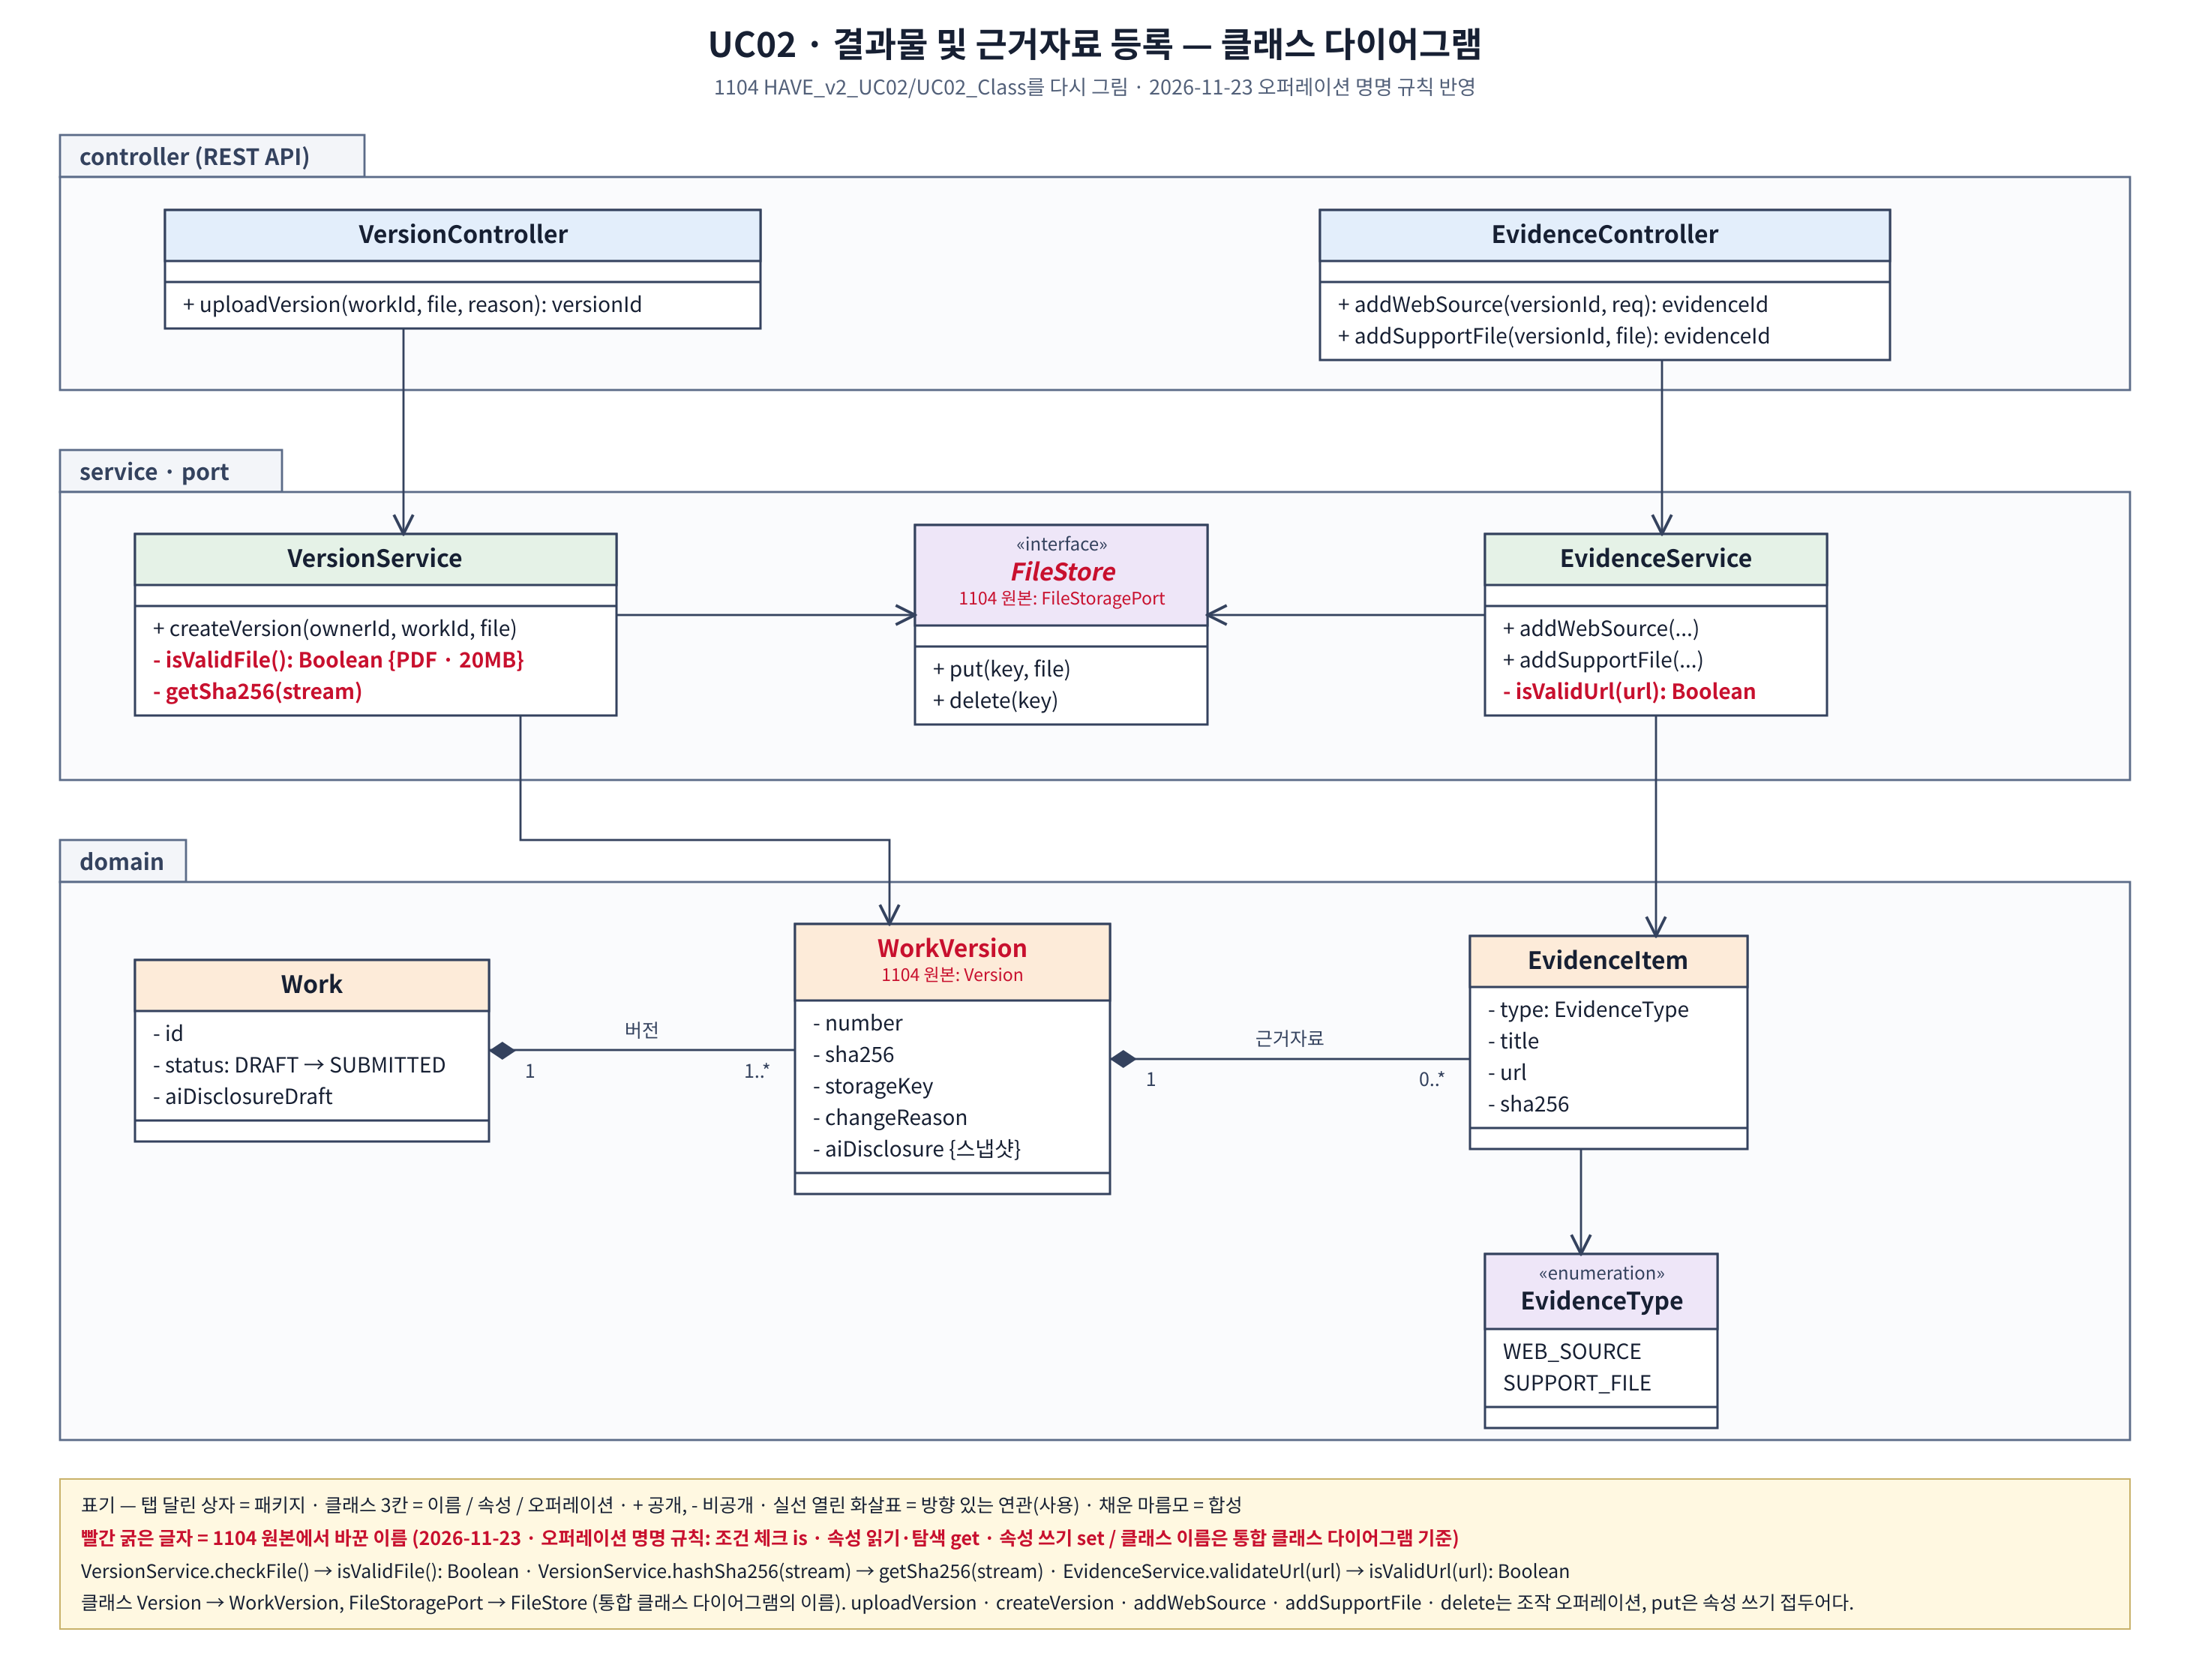 UC02 · 결과물 및 근거자료 등록 — 클래스 다이어그램
1104 HAVE_v2_UC02/UC02_Class를 다시 그림 · 2026-11-23 오퍼레이션 명명 규칙 반영
controller (REST API)
VersionController
+ uploadVersion(workId, file, reason): versionId
EvidenceController
+ addWebSource(versionId, req): evidenceId
+ addSupportFile(versionId, file): evidenceId
service · port
VersionService
+ createVersion(ownerId, workId, file)
- isValidFile(): Boolean {PDF · 20MB}
- getSha256(stream)
«interface»
FileStore
1104 원본: FileStoragePort
+ put(key, file)
+ delete(key)
EvidenceService
+ addWebSource(...)
+ addSupportFile(...)
- isValidUrl(url): Boolean
domain
Work
- id
- status: DRAFT → SUBMITTED
- aiDisclosureDraft
버전
1
1..*
WorkVersion
1104 원본: Version
- number
- sha256
- storageKey
- changeReason
- aiDisclosure {스냅샷}
근거자료
1
0..*
EvidenceItem
- type: EvidenceType
- title
- url
- sha256
«enumeration»
EvidenceType
WEB_SOURCE
SUPPORT_FILE
표기 — 탭 달린 상자 = 패키지 · 클래스 3칸 = 이름 / 속성 / 오퍼레이션 · + 공개, - 비공개 · 실선 열린 화살표 = 방향 있는 연관(사용) · 채운 마름모 = 합성
빨간 굵은 글자 = 1104 원본에서 바꾼 이름 (2026-11-23 · 오퍼레이션 명명 규칙: 조건 체크 is · 속성 읽기·탐색 get · 속성 쓰기 set / 클래스 이름은 통합 클래스 다이어그램 기준)
VersionService.checkFile() → isValidFile(): Boolean · VersionService.hashSha256(stream) → getSha256(stream) · EvidenceService.validateUrl(url) → isValidUrl(url): Boolean
클래스 Version → WorkVersion, FileStoragePort → FileStore (통합 클래스 다이어그램의 이름). uploadVersion · createVersion · addWebSource · addSupportFile · delete는 조작 오퍼레이션, put은 속성 쓰기 접두어다.